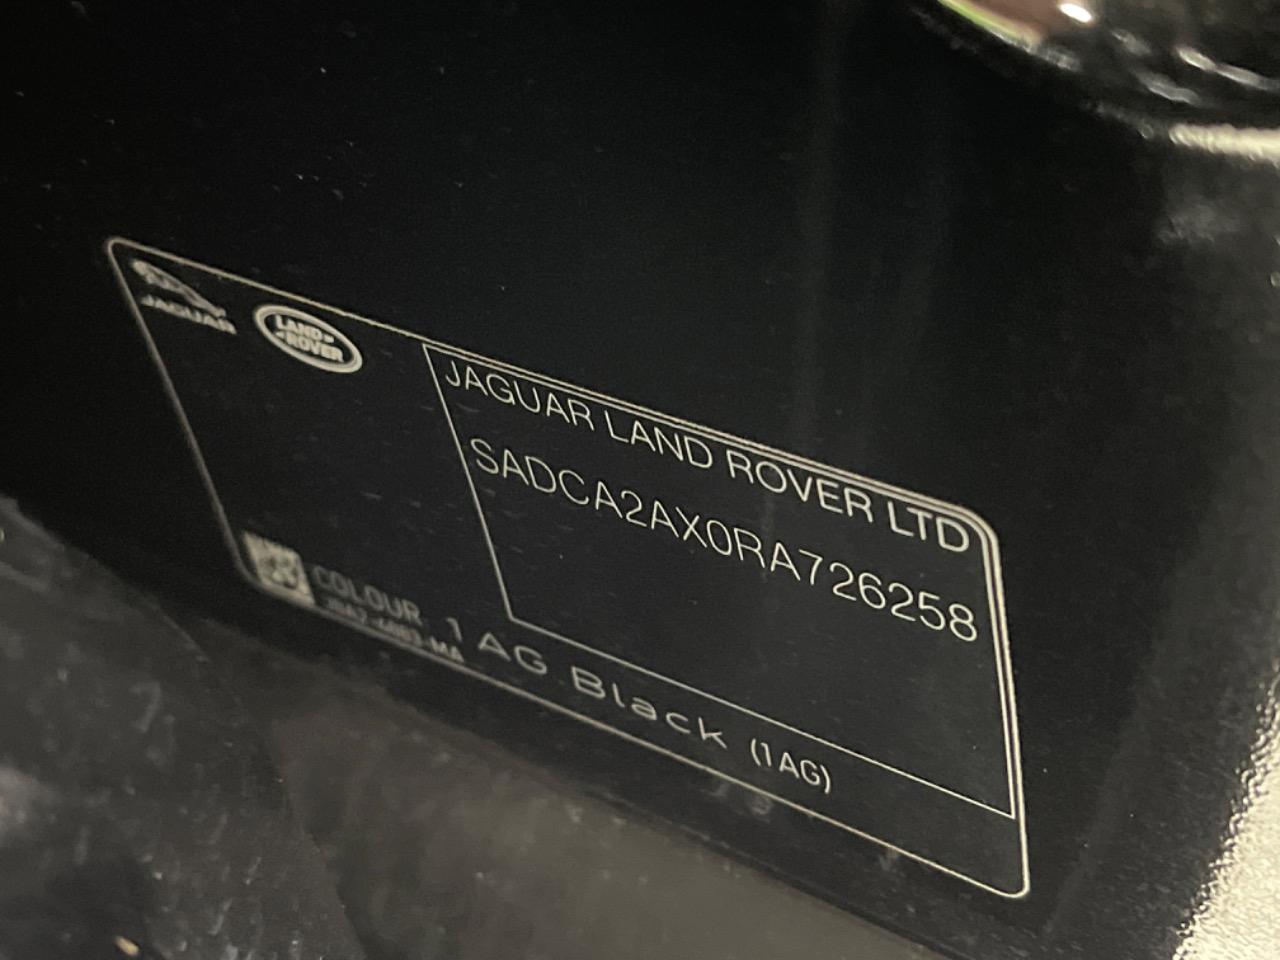 JAGUAR
LAND
ROVER
JAGUAR LAND ROVER LTD
SADCA2AX0RA726258
COLOUR 1AG Black (1AG)